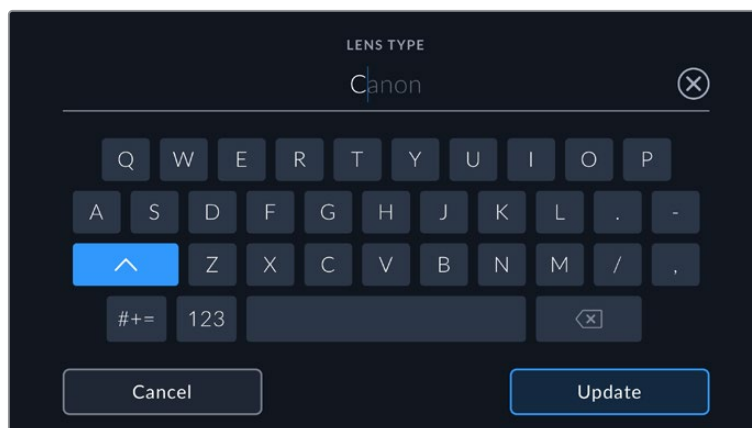 LENS TYPE
Canon
Q W E R T Y U I O P
A S D F G H J K L . -
Z X C V B N M / ,
#+= 123
Cancel Update